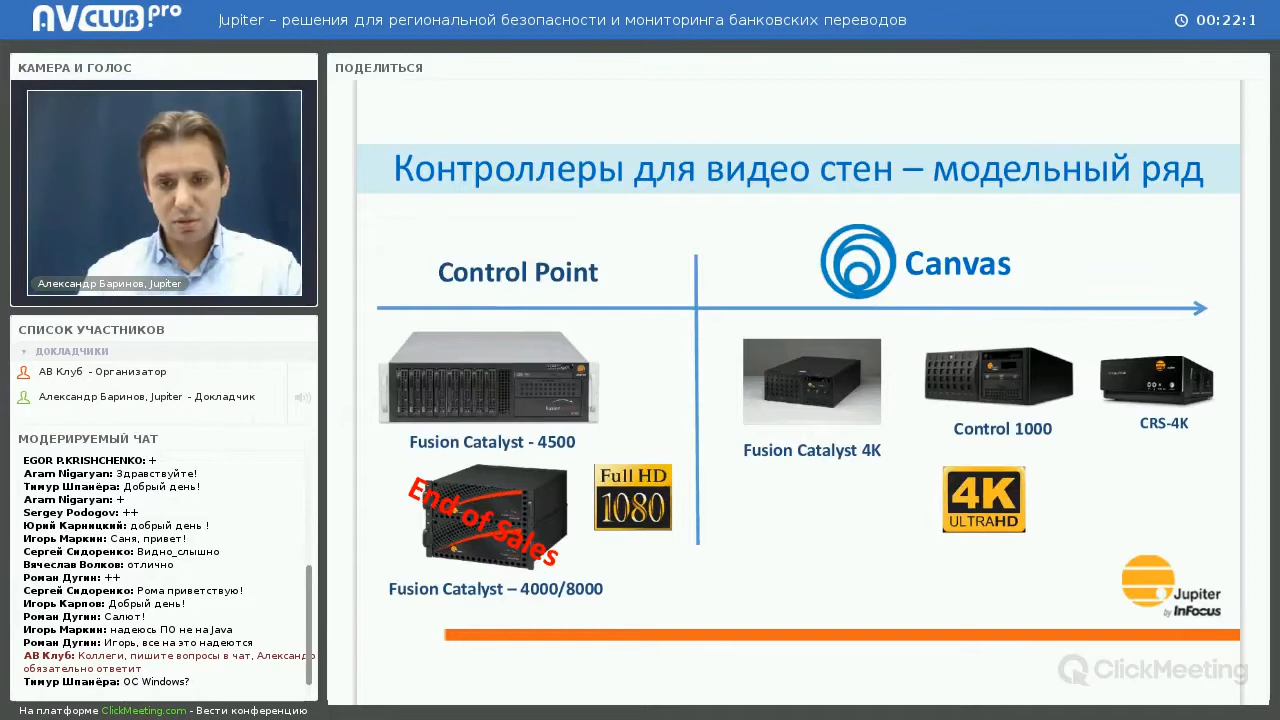 AVCLUBpro
Jupiter – решения для региональной безопасности и мониторинга банковских переводов
00:22:1
КАМЕРА И ГОЛОС
Александр Баринов, Jupiter
СПИСОК УЧАСТНИКОВ
ДОКЛАДЧИКИ
АВ Клуб - Организатор
Александр Баринов, Jupiter - Докладчик
МОДЕРИРУЕМЫЙ ЧАТ
EGOR P.KRISHCHENKO: +
Aram Nigaryan: Здравствуйте!
Тимур Шпанёра: Добрый день!
Aram Nigaryan: +
Sergey Podogov: ++
Юрий Карницкий: добрый день !
Игорь Маркин: Саня, привет!
Сергей Сидоренко: Видно_слышно
Вячеслав Волков: отлично
Роман Дугин: ++
Сергей Сидоренко: Рома приветствую!
Игорь Карпов: Добрый день!
Роман Дугин: Салют!
Игорь Маркин: надеюсь ПО не на Java
Роман Дугин: Игорь, все на это надеются
АВ Клуб: Коллеги, пишите вопросы в чат, Александр
обязательно ответит
Тимур Шпанёра: ОС Windows?
На платформе ClickMeeting.com - Вести конференцию
ПОДЕЛИТЬСЯ
Контроллеры для видео стен – модельный ряд
Control Point
Canvas
Fusion Catalyst - 4500
End of Sales
Full HD
1080
Fusion Catalyst – 4000/8000
Fusion Catalyst 4K
Control 1000
CRS-4K
4K
ULTRAHD
Jupiter
by InFocus
ClickMeeting